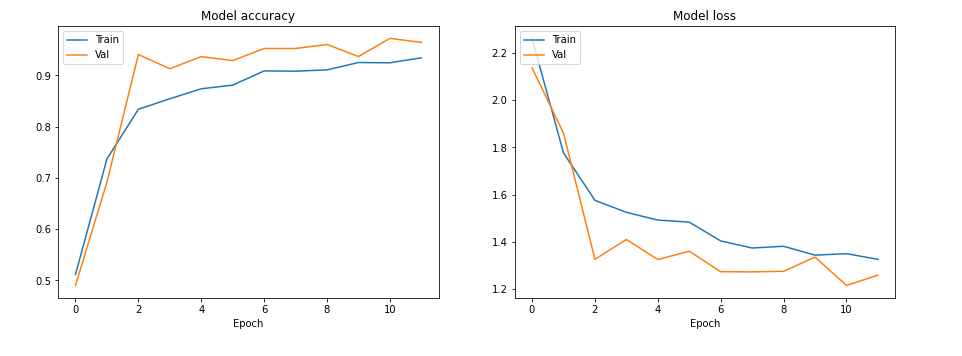 Model accuracy
Train
Val
0.9
0.8
0.7
0.6
0.5
0 2 4 6 8 10
Epoch
Model loss
Train
Val
2.2
2.0
1.8
1.6
1.4
1.2
0 2 4 6 8 10
Epoch